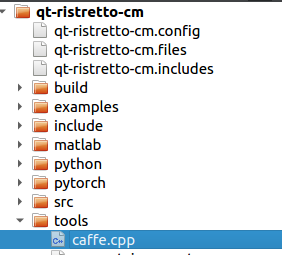 qt-ristretto-cm
qt-ristretto-cm.config
qt-ristretto-cm.files
qt-ristretto-cm.includes
build
examples
include
matlab
python
pytorch
src
tools
caffe.cpp